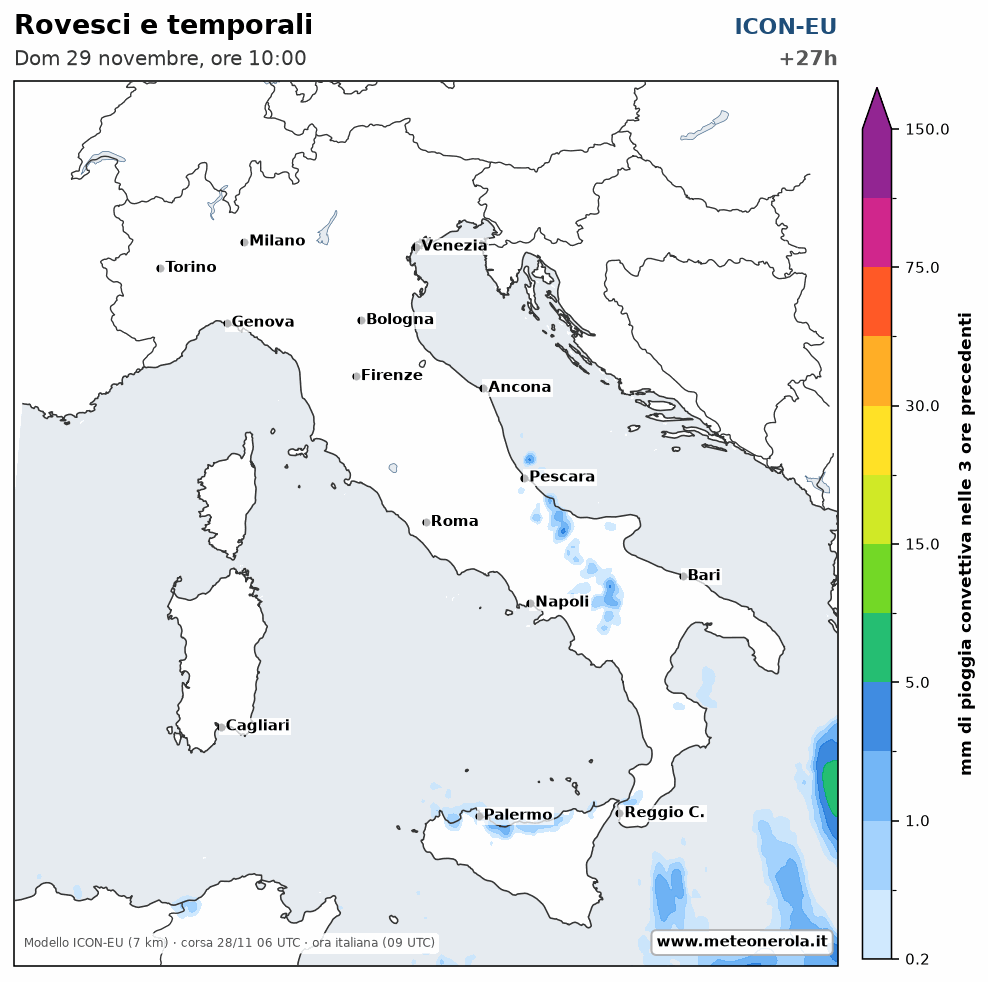 Rovesci e temporali
ICON-EU
Dom 29 novembre, ore 10:00
+27h
150.0
75.0
30.0
15.0
5.0
1.0
0.2
mm di pioggia convettiva nelle 3 ore precedenti
Milano
Venezia
Torino
Genova
Bologna
Firenze
Ancona
Pescara
Roma
Bari
Napoli
Cagliari
Palermo
Reggio C.
Modello ICON-EU (7 km) · corsa 28/11 06 UTC · ora italiana (09 UTC)
www.meteonerola.it